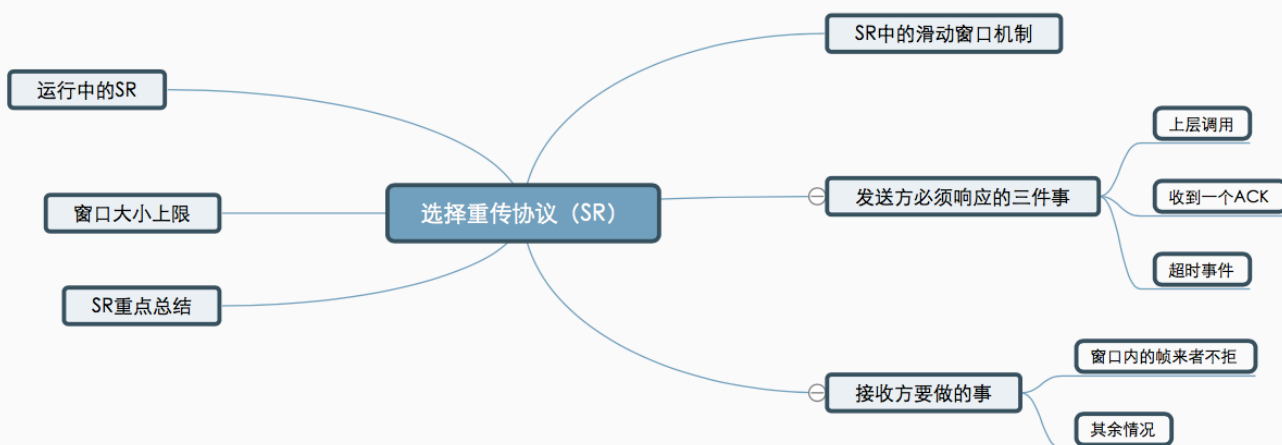 SR中的滑动窗口机制
运行中的SR
上层调用
选择重传协议（SR）
发送方必须响应的三件事
收到一个ACK
窗口大小上限
超时事件
SR重点总结
窗口内的帧来者不拒
接收方要做的事
其余情况